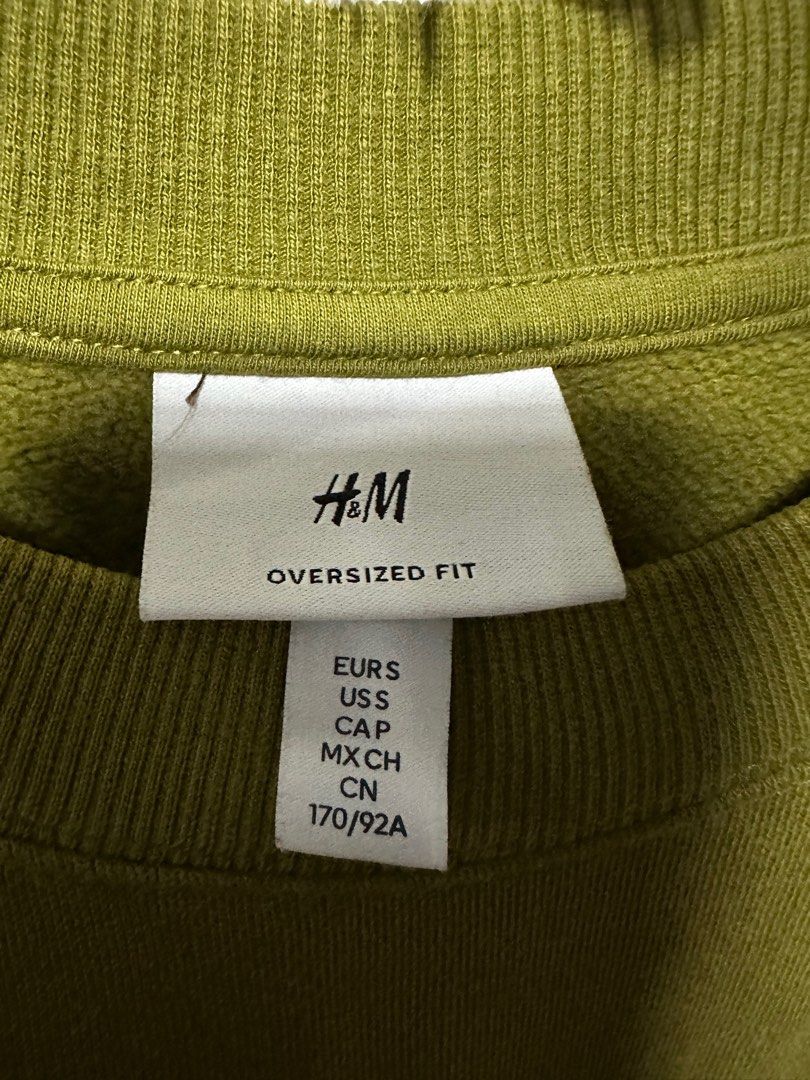 H&M
OVERSIZED FIT
EUR S
US S
CA P
MX CH
CN
170/92A